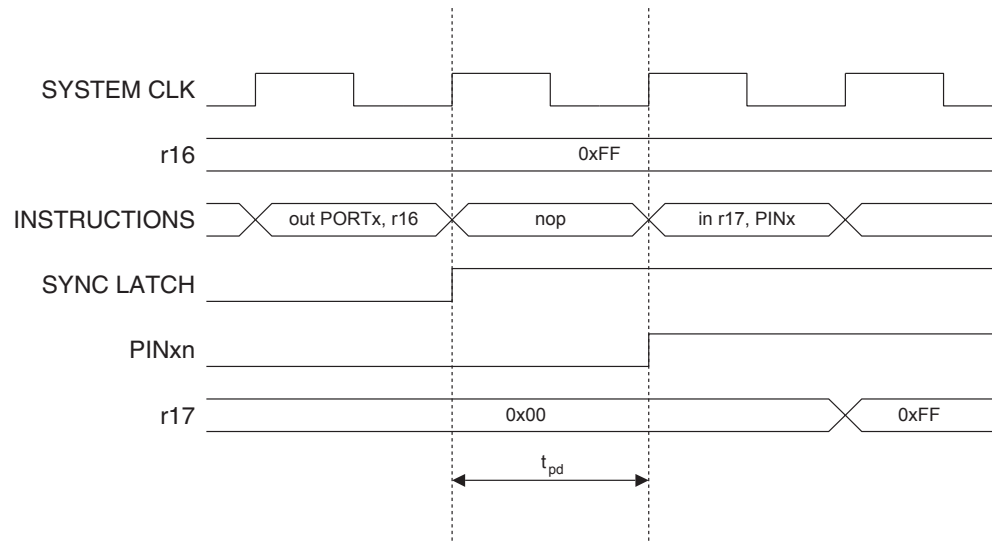 SYSTEM CLK
r16
0xFF
INSTRUCTIONS
out PORTx, r16
nop
in r17, PINx
SYNC LATCH
PINxn
r17
0x00
0xFF
tpd